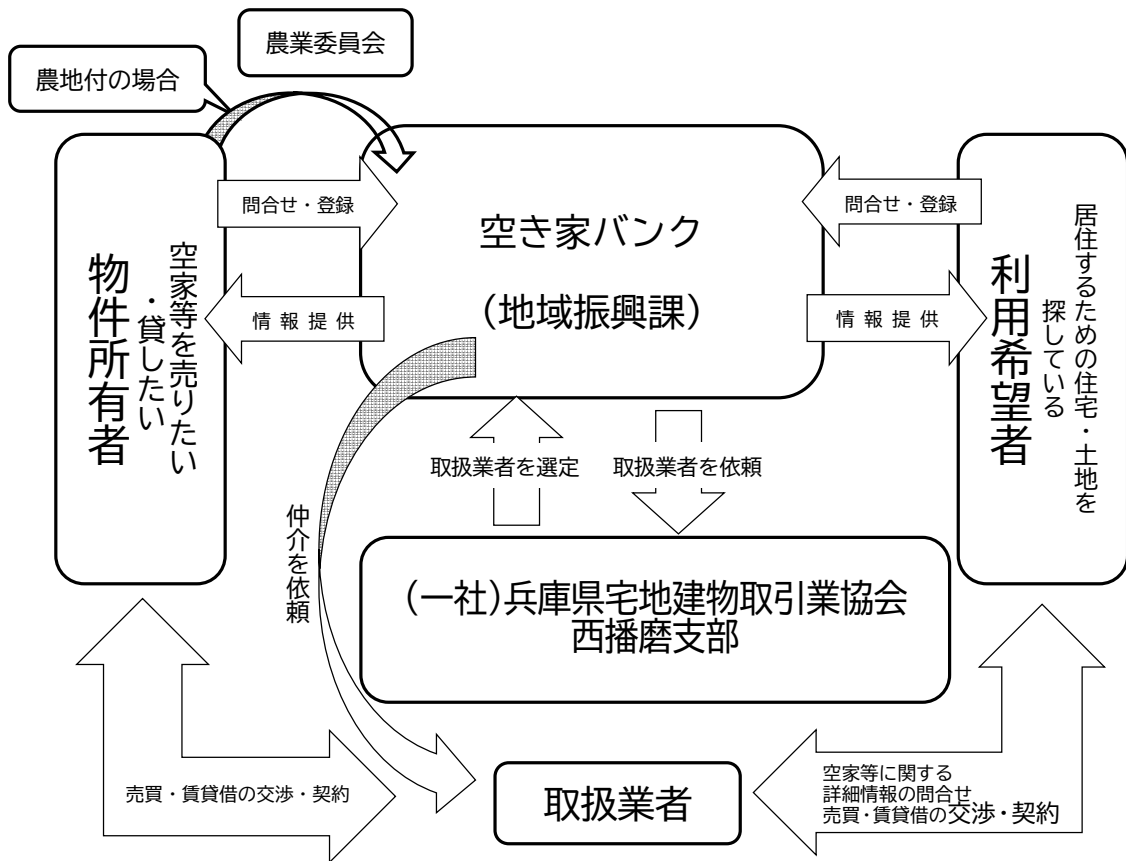 農業委員会
農地付の場合
問合せ・登録
問合せ・登録
空き家バンク
(地域振興課)
物件所有者
空家等を売りたい
・貸したい
情報提供
情報提供
利用希望者
居住するための住宅・土地を
探している
取扱業者を選定
取扱業者を依頼
仲介を依頼
(一社)兵庫県宅地建物取引業協会
西播磨支部
売買・賃貸借の交渉・契約
取扱業者
空家等に関する
詳細情報の問合せ
売買・賃貸借の交渉・契約